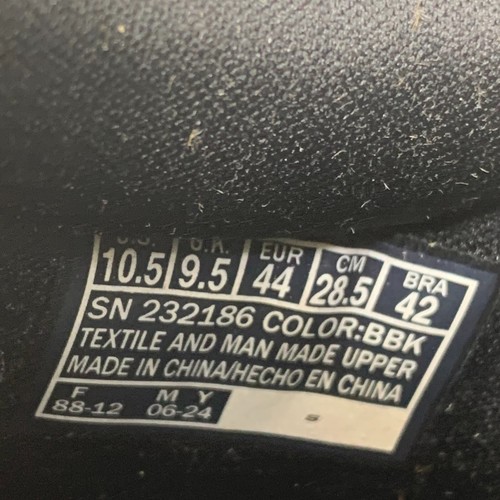 U.S. U.K. EUR CM BRA
10.5 9.5 44 28.5 42
SN 232186 COLOR:BBK
TEXTILE AND MAN MADE UPPER
MADE IN CHINA/HECHO EN CHINA
F M Y
88-12 06-24